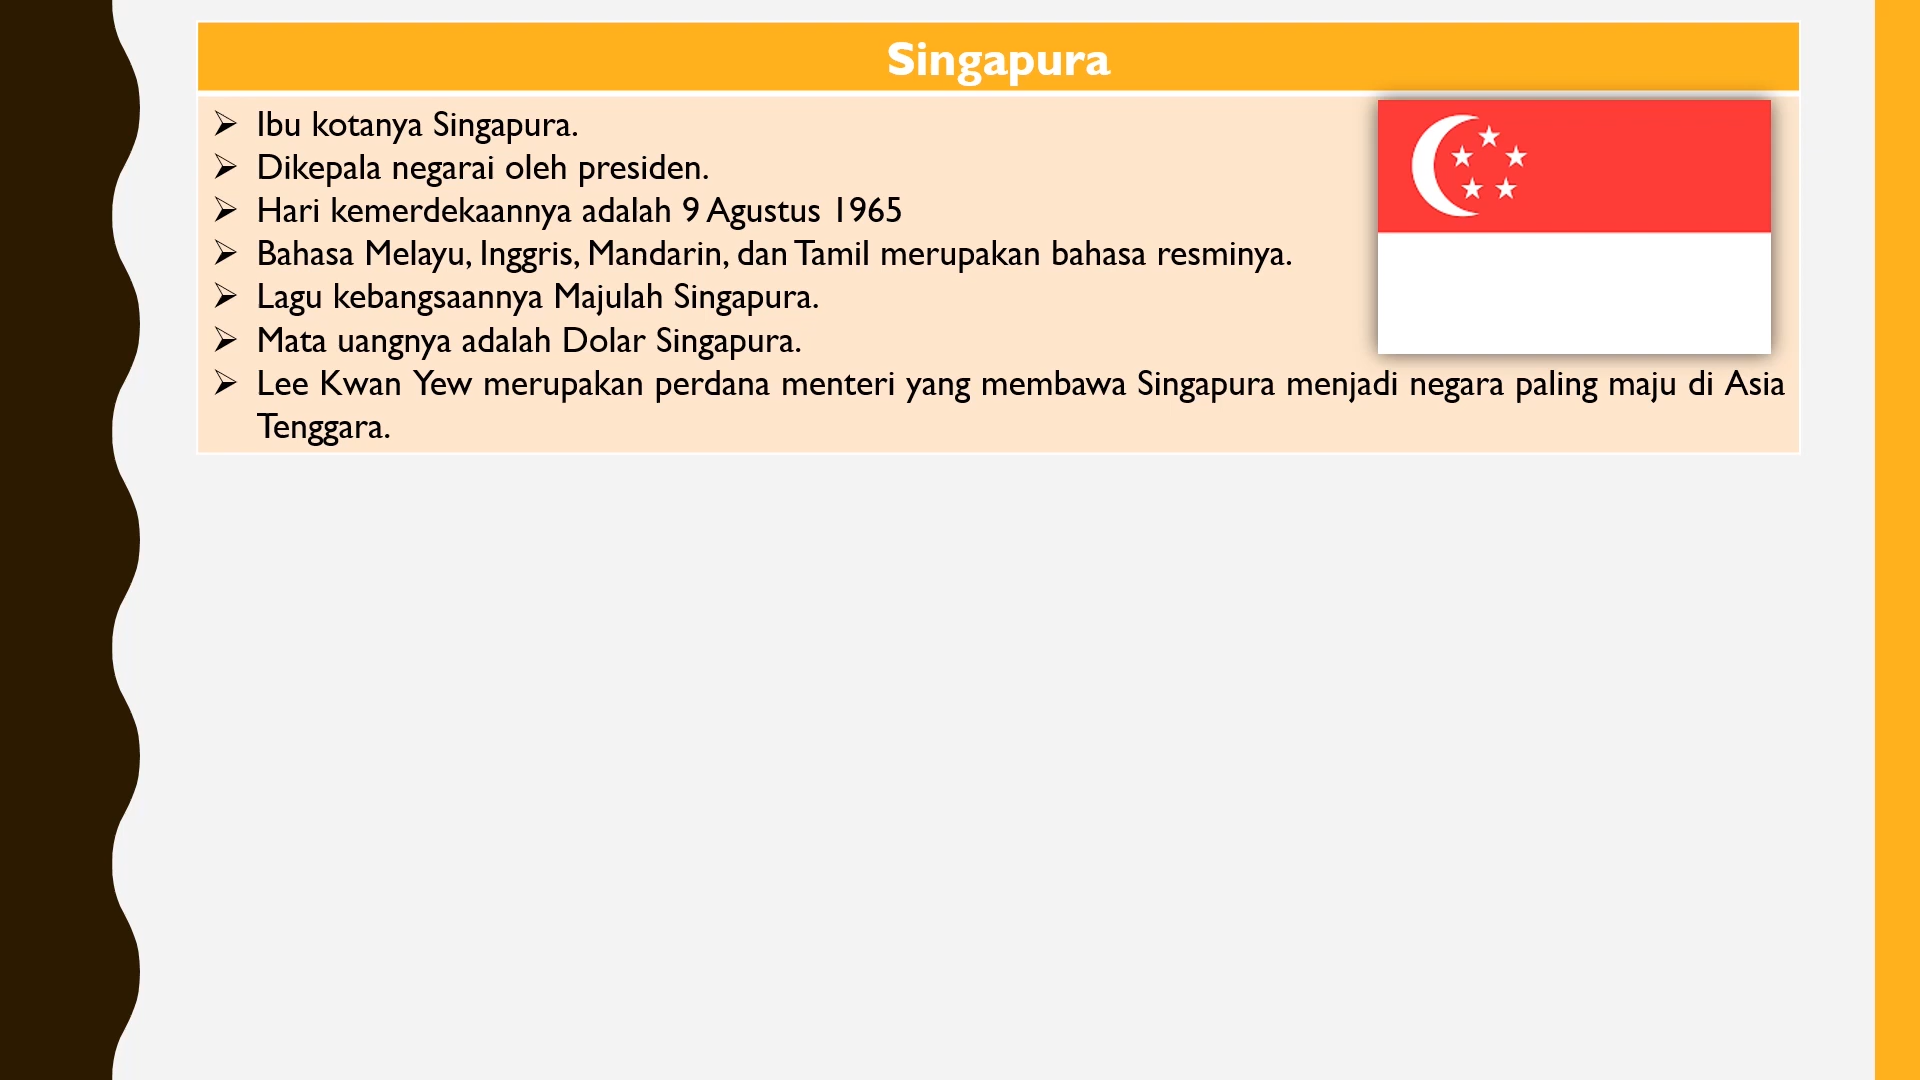 Singapura
➢ Ibu kotanya Singapura.
➢ Dikepala negarai oleh presiden.
➢ Hari kemerdekaannya adalah 9 Agustus 1965
➢ Bahasa Melayu, Inggris, Mandarin, dan Tamil merupakan bahasa resminya.
➢ Lagu kebangsaannya Majulah Singapura.
➢ Mata uangnya adalah Dolar Singapura.
➢ Lee Kwan Yew merupakan perdana menteri yang membawa Singapura menjadi negara paling maju di Asia
Tenggara.